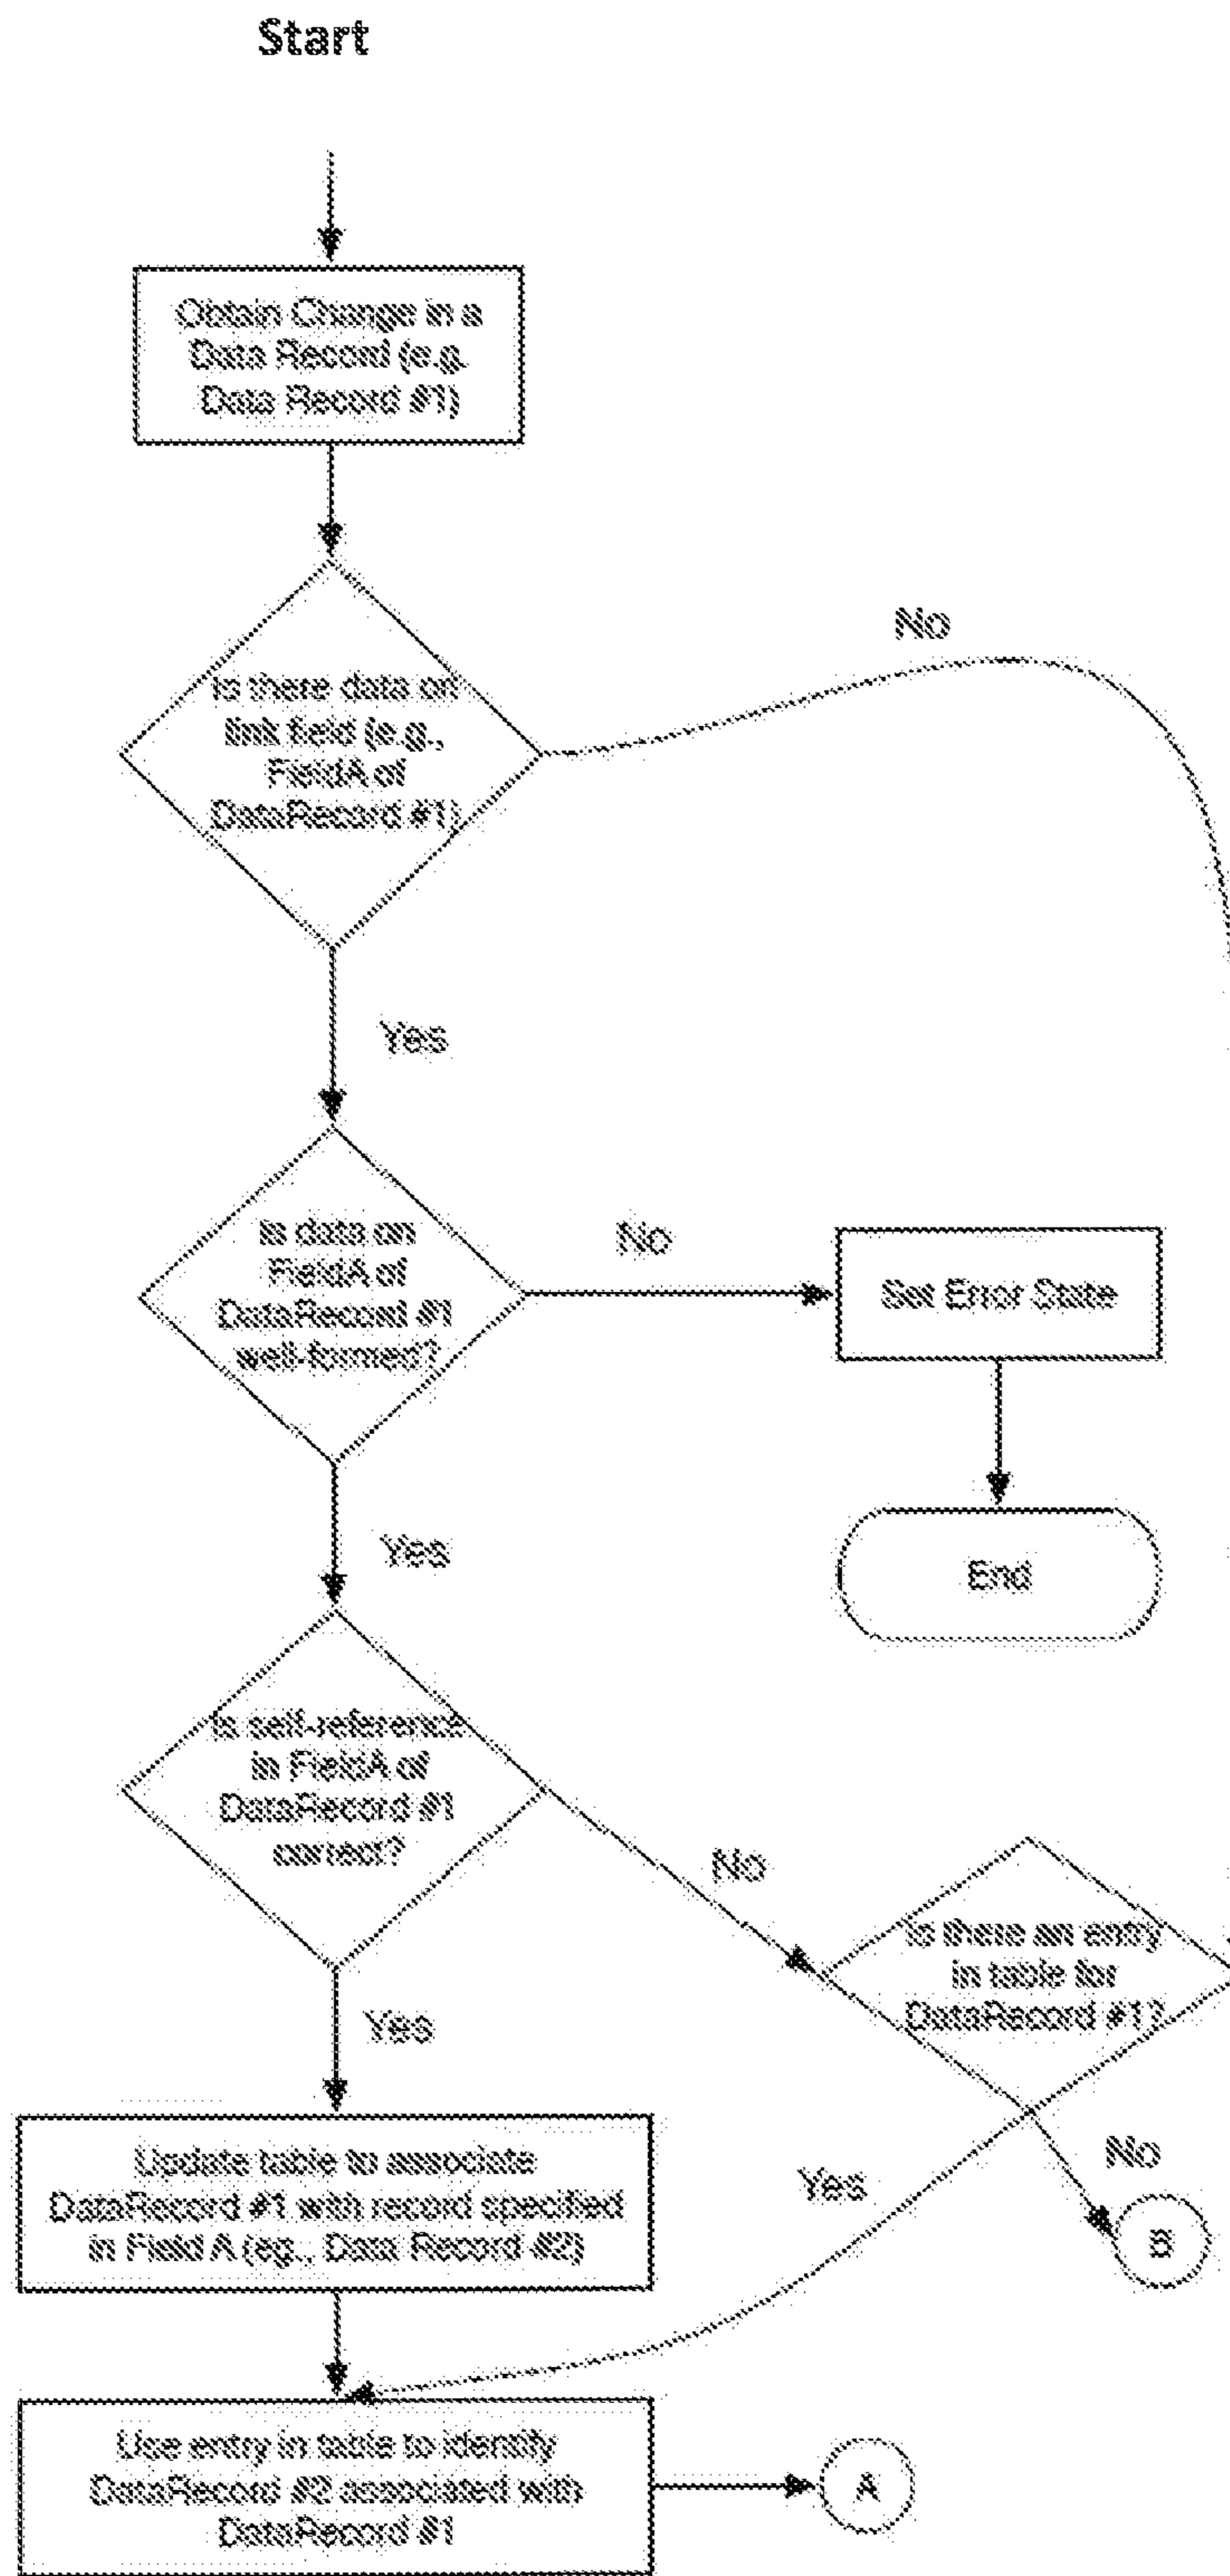 Start
Obtain Change in a
Data Record (e.g.
Data Record #1)
No
Is there data on
link field (e.g.,
FieldA of
DataRecord #1)
Yes
Is data on
FieldA of
DataRecord #1
well-formed?
No
Set Error State
Yes
End
Is self-reference
in FieldA of
DataRecord #1
correct?
No
Is there an entry
in table for
DataRecord #1?
Yes
Update table to associate
DataRecord #1 with record specified
in Field A (eg., Data Record #2)
Yes
No
B
Use entry in table to identify
DataRecord #2 associated with
DataRecord #1
A